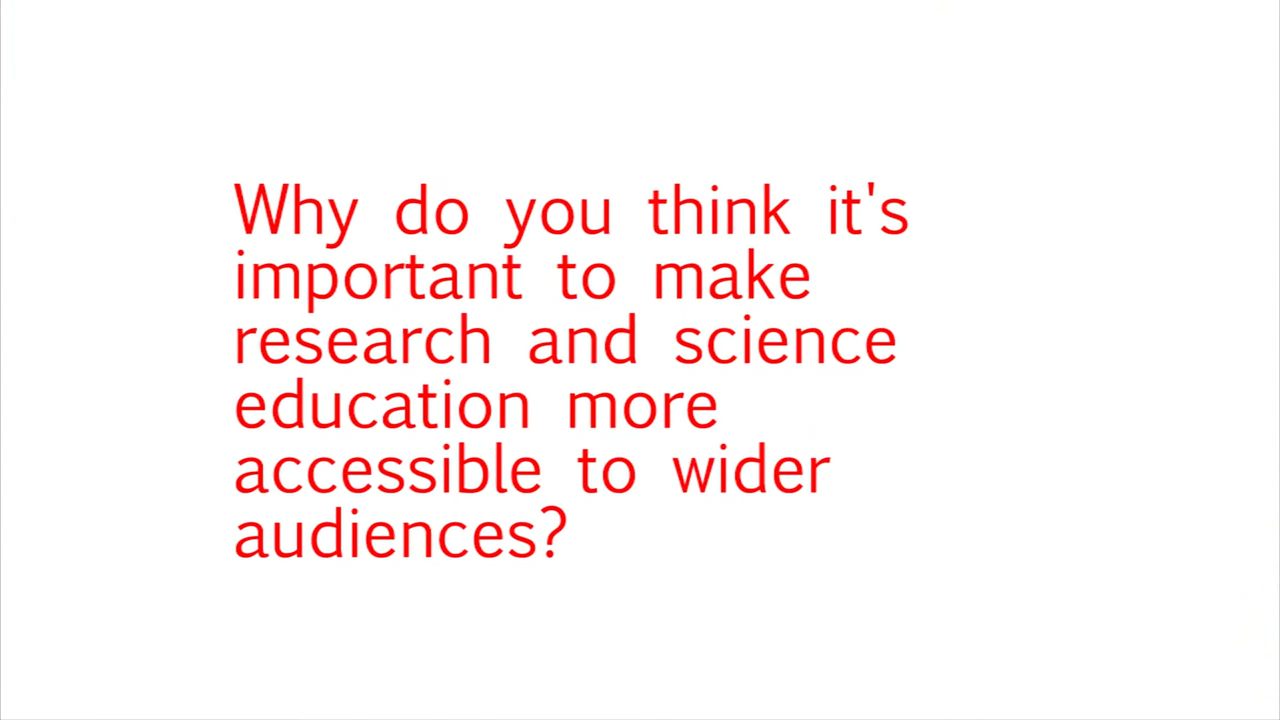 Why do you think it's
important to make
research and science
education more
accessible to wider
audiences?